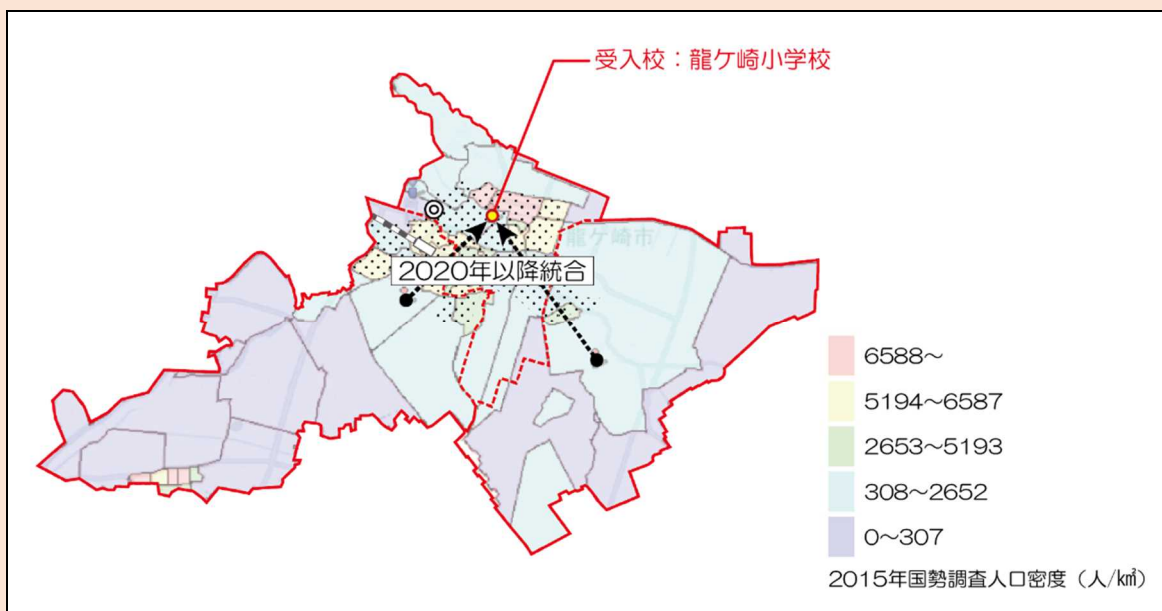 受入校：龍ケ崎小学校
龍ケ崎市
2020年以降統合
6588～
5194～6587
2653～5193
308～2652
0～307
2015年国勢調査人口密度（人/k㎡）